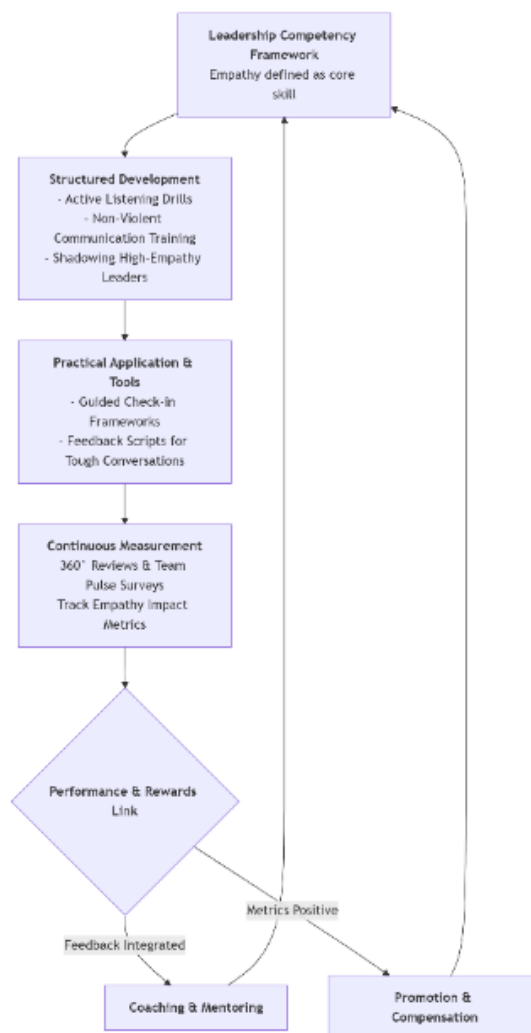 Leadership Competency
Framework
Empathy defined as core
skill
Structured Development
- Active Listening Drills
- Non-Violent
Communication Training
- Shadowing High-Empathy
Leaders
Practical Application &
Tools
- Guided Check-in
Frameworks
- Feedback Scripts for
Tough Conversations
Continuous Measurement
360° Reviews & Team
Pulse Surveys
Track Empathy Impact
Metrics
Performance & Rewards
Link
Metrics Positive
Feedback Integrated
Coaching & Mentoring
Promotion &
Compensation